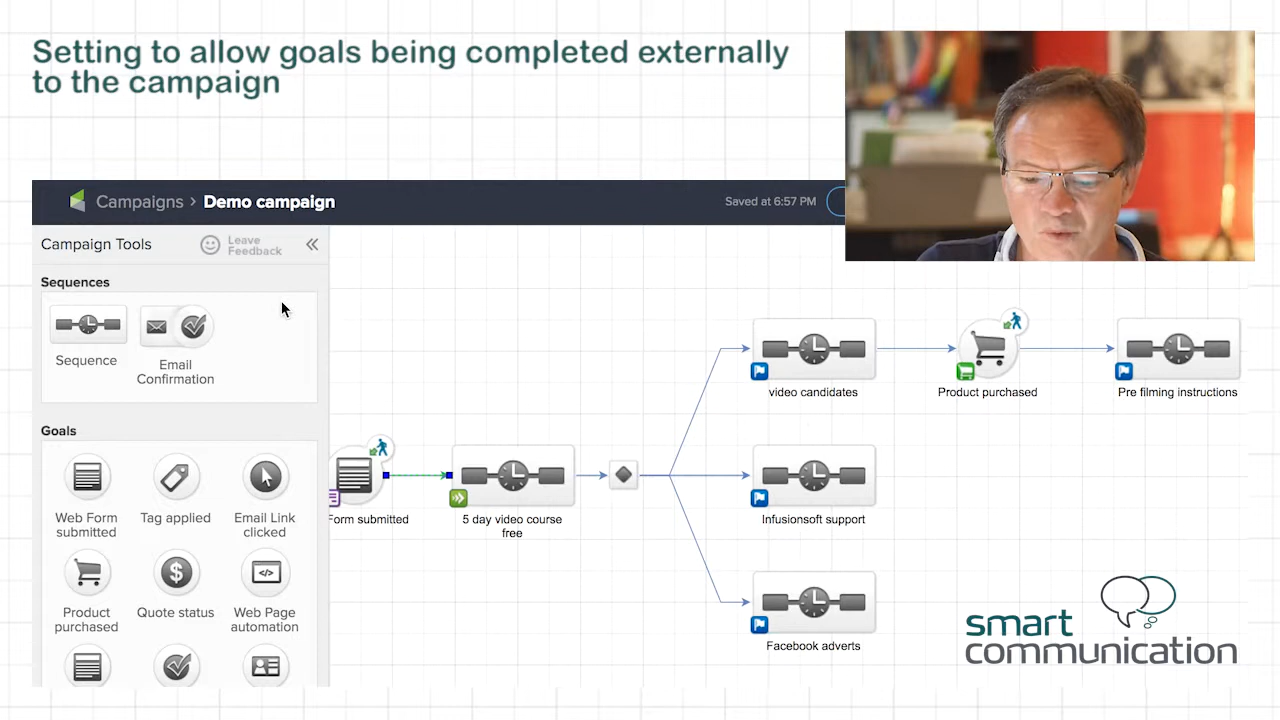 Setting to allow goals being completed externally
to the campaign
Campaigns > Demo campaign
Saved at 6:57 PM
Campaign Tools
Leave
Feedback
Sequences
Sequence
Email
Confirmation
Goals
Web Form
submitted
Tag applied
Email Link
clicked
Product
purchased
Quote status
Web Page
automation
Form submitted
5 day video course
free
video candidates
Product purchased
Pre filming instructions
Infusionsoft support
Facebook adverts
smart
communication